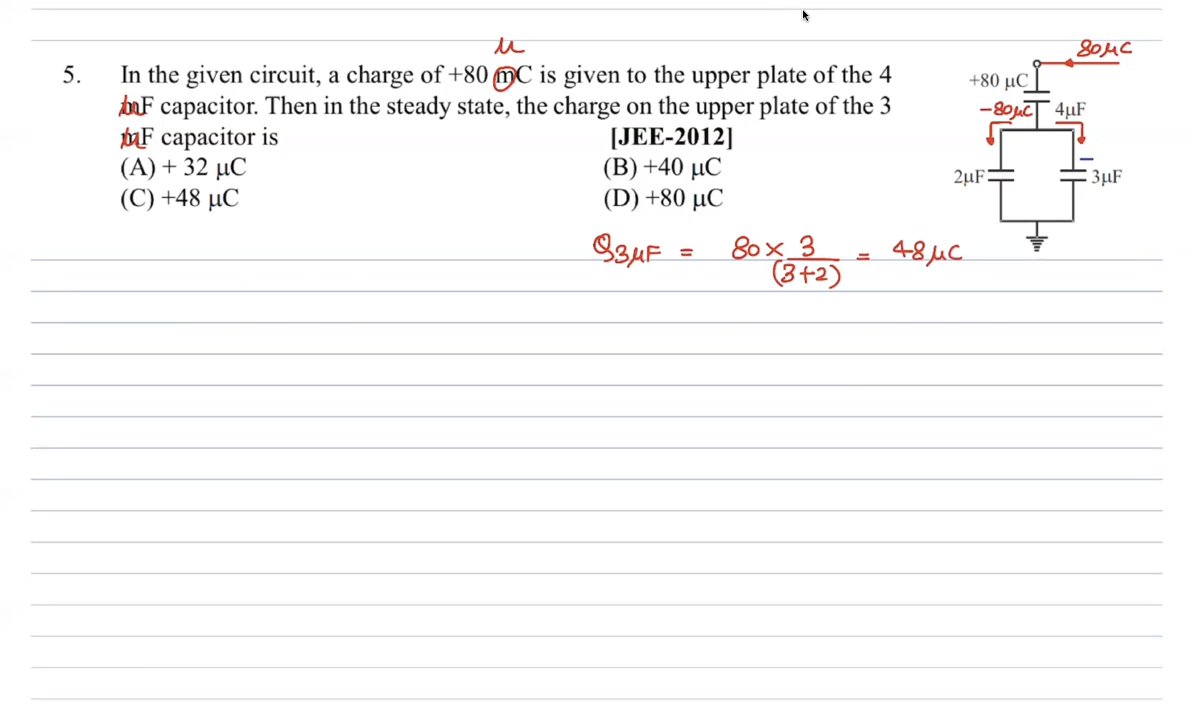 μ
5. In the given circuit, a charge of +80 mC is given to the upper plate of the 4
μF capacitor. Then in the steady state, the charge on the upper plate of the 3
μF capacitor is [JEE-2012]
(A) + 32 μC (B) +40 μC
(C) +48 μC (D) +80 μC
80μC
+80 μC
-80μC 4μF
2μF 3μF
Q3μF = 80 × 3 / (3+2) = 48 μC